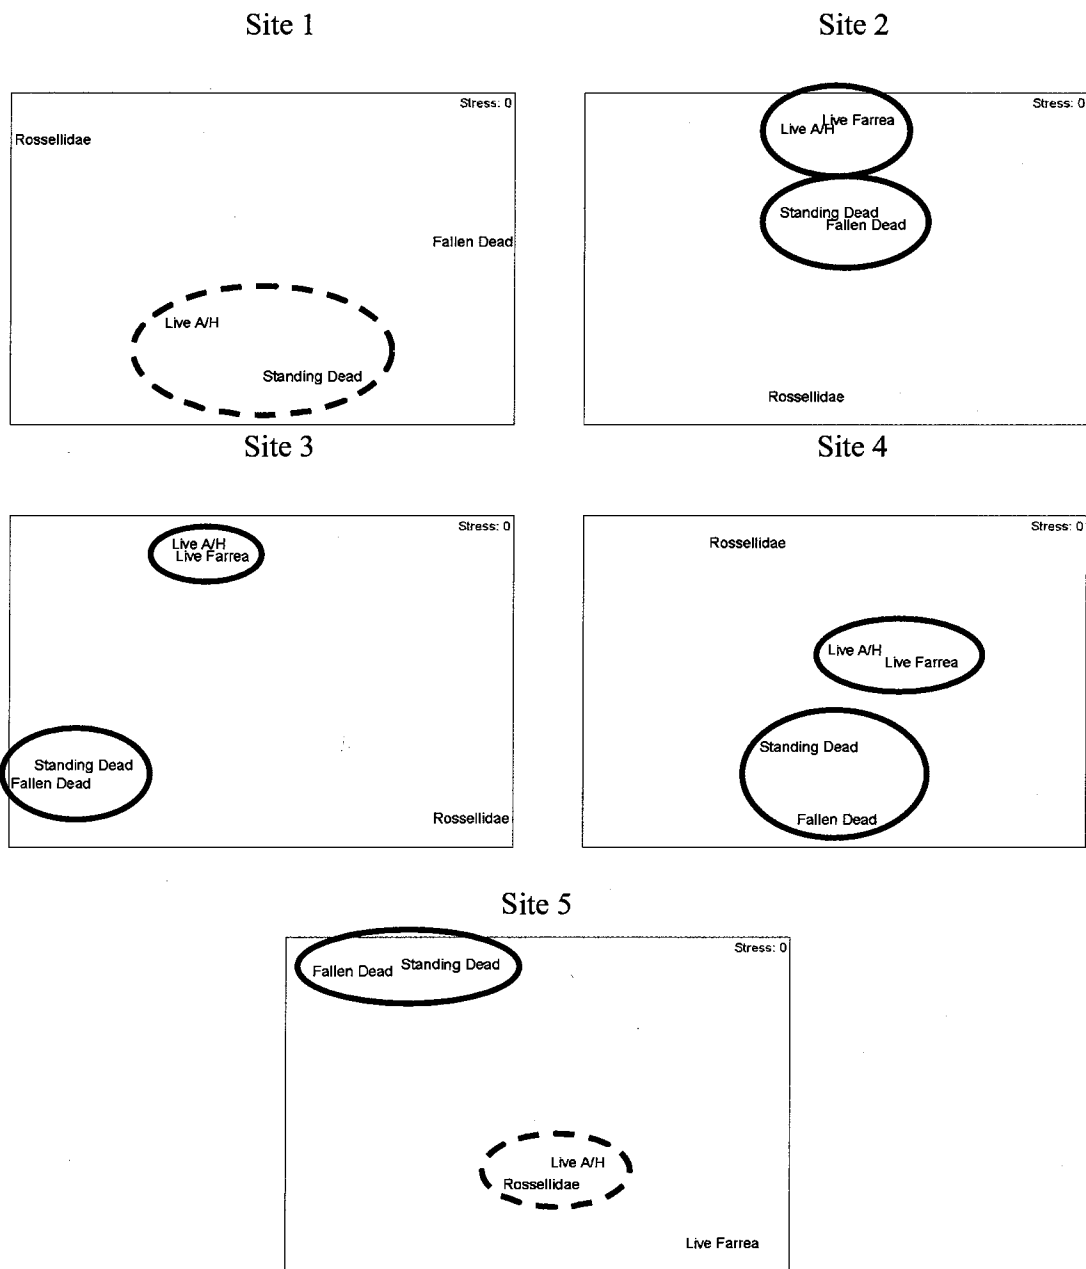 Site 1
Stress: 0
Rossellidae
Fallen Dead
Live A/H
Standing Dead
Site 2
Stress: 0
Live Farrea
Live A/H
Standing Dead
Fallen Dead
Rossellidae
Site 3
Stress: 0
Live A/H
Live Farrea
Standing Dead
Fallen Dead
Rossellidae
Site 4
Stress: 0
Rossellidae
Live A/H
Live Farrea
Standing Dead
Fallen Dead
Site 5
Stress: 0
Fallen Dead Standing Dead
Live A/H
Rossellidae
Live Farrea